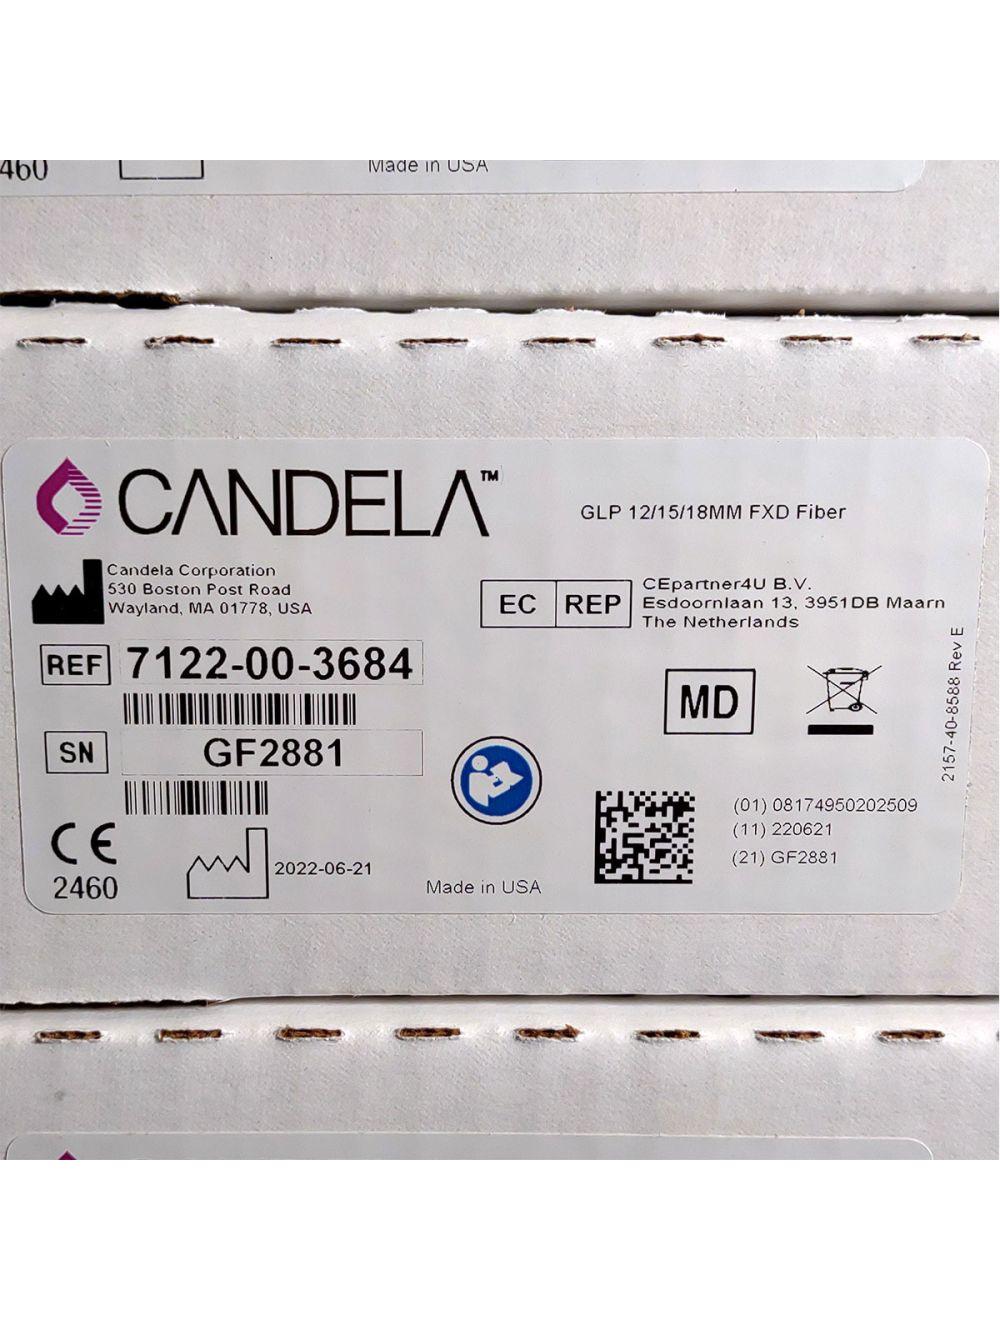 2460
Made in USA
CANDELA™
GLP 12/15/18MM FXD Fiber
Candela Corporation
530 Boston Post Road
Wayland, MA 01778, USA
EC REP
CEpartner4U B.V.
Esdoornlaan 13, 3951DB Maarn
The Netherlands
REF 7122-00-3684
SN GF2881
MD
2157-40-8588 Rev E
(01) 08174950202509
(11) 220621
(21) GF2881
CE
2460
2022-06-21
Made in USA